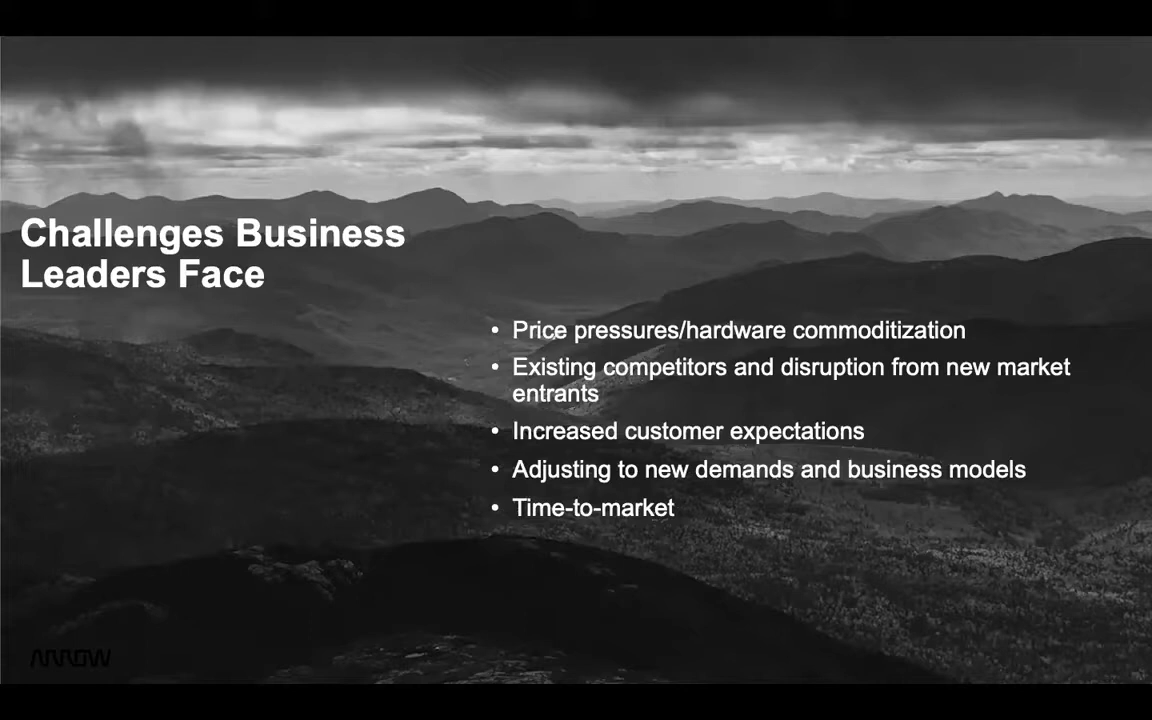 Challenges Business
Leaders Face
• Price pressures/hardware commoditization
• Existing competitors and disruption from new market
entrants
• Increased customer expectations
• Adjusting to new demands and business models
• Time-to-market
ARROW